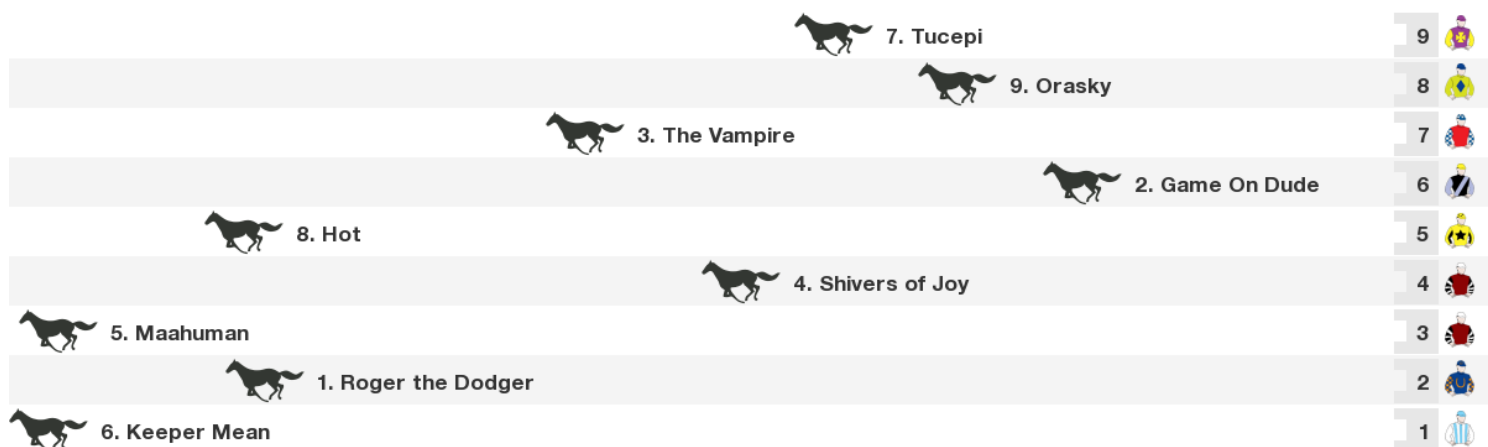 7. Tucepi 9
9. Orasky 8
3. The Vampire 7
2. Game On Dude 6
8. Hot 5
4. Shivers of Joy 4
5. Maahuman 3
1. Roger the Dodger 2
6. Keeper Mean 1